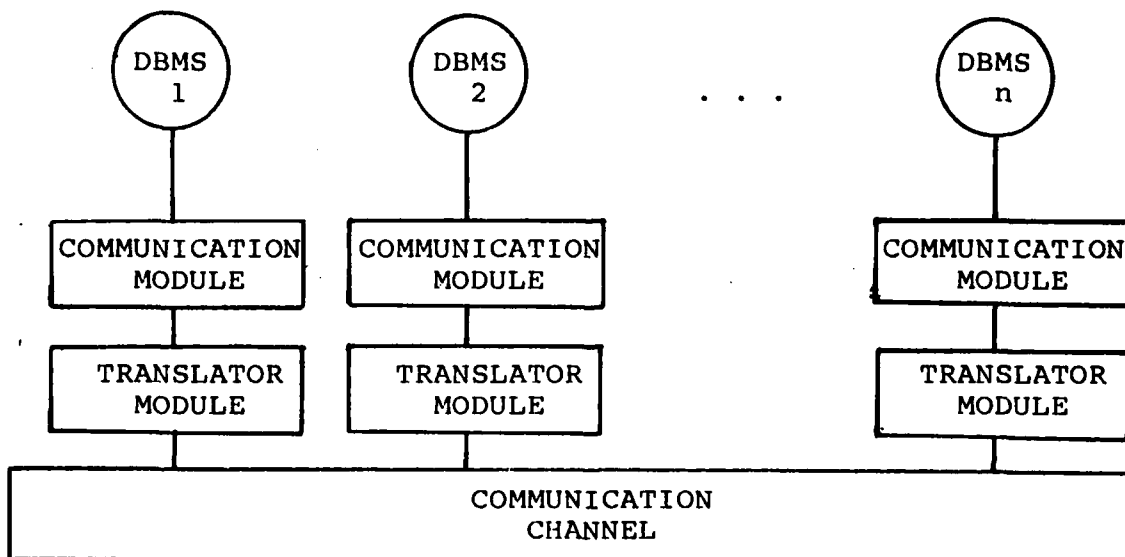 DBMS
1
DBMS
2
. . .
DBMS
n
COMMUNICATION
MODULE
COMMUNICATION
MODULE
COMMUNICATION
MODULE
TRANSLATOR
MODULE
TRANSLATOR
MODULE
TRANSLATOR
MODULE
COMMUNICATION
CHANNEL